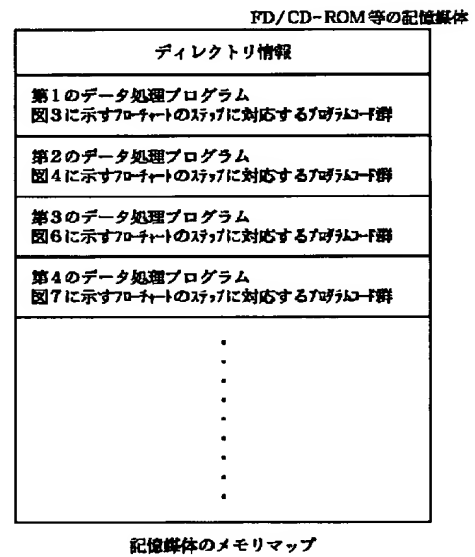 FD/CD-ROM等の記憶媒体
ディレクトリ情報
第1のデータ処理プログラム
図3に示すフローチャートのステップに対応するプログラムコード群
第2のデータ処理プログラム
図4に示すフローチャートのステップに対応するプログラムコード群
第3のデータ処理プログラム
図6に示すフローチャートのステップに対応するプログラムコード群
第4のデータ処理プログラム
図7に示すフローチャートのステップに対応するプログラムコード群
記憶媒体のメモリマップ